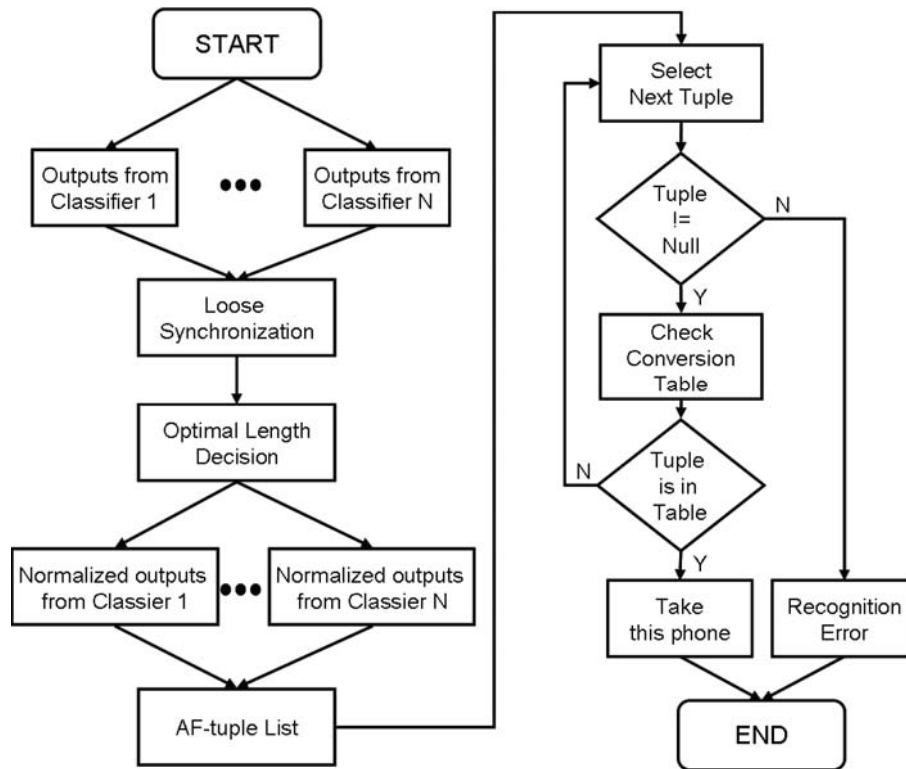 START
Outputs from
Classifier 1
Outputs from
Classifier N
Loose
Synchronization
Optimal Length
Decision
Normalized outputs
from Classier 1
Normalized outputs
from Classier N
AF-tuple List
Select
Next Tuple
Tuple
!=
Null
N
Y
Check
Conversion
Table
Tuple
is in
Table
N
Y
Take
this phone
Recognition
Error
END